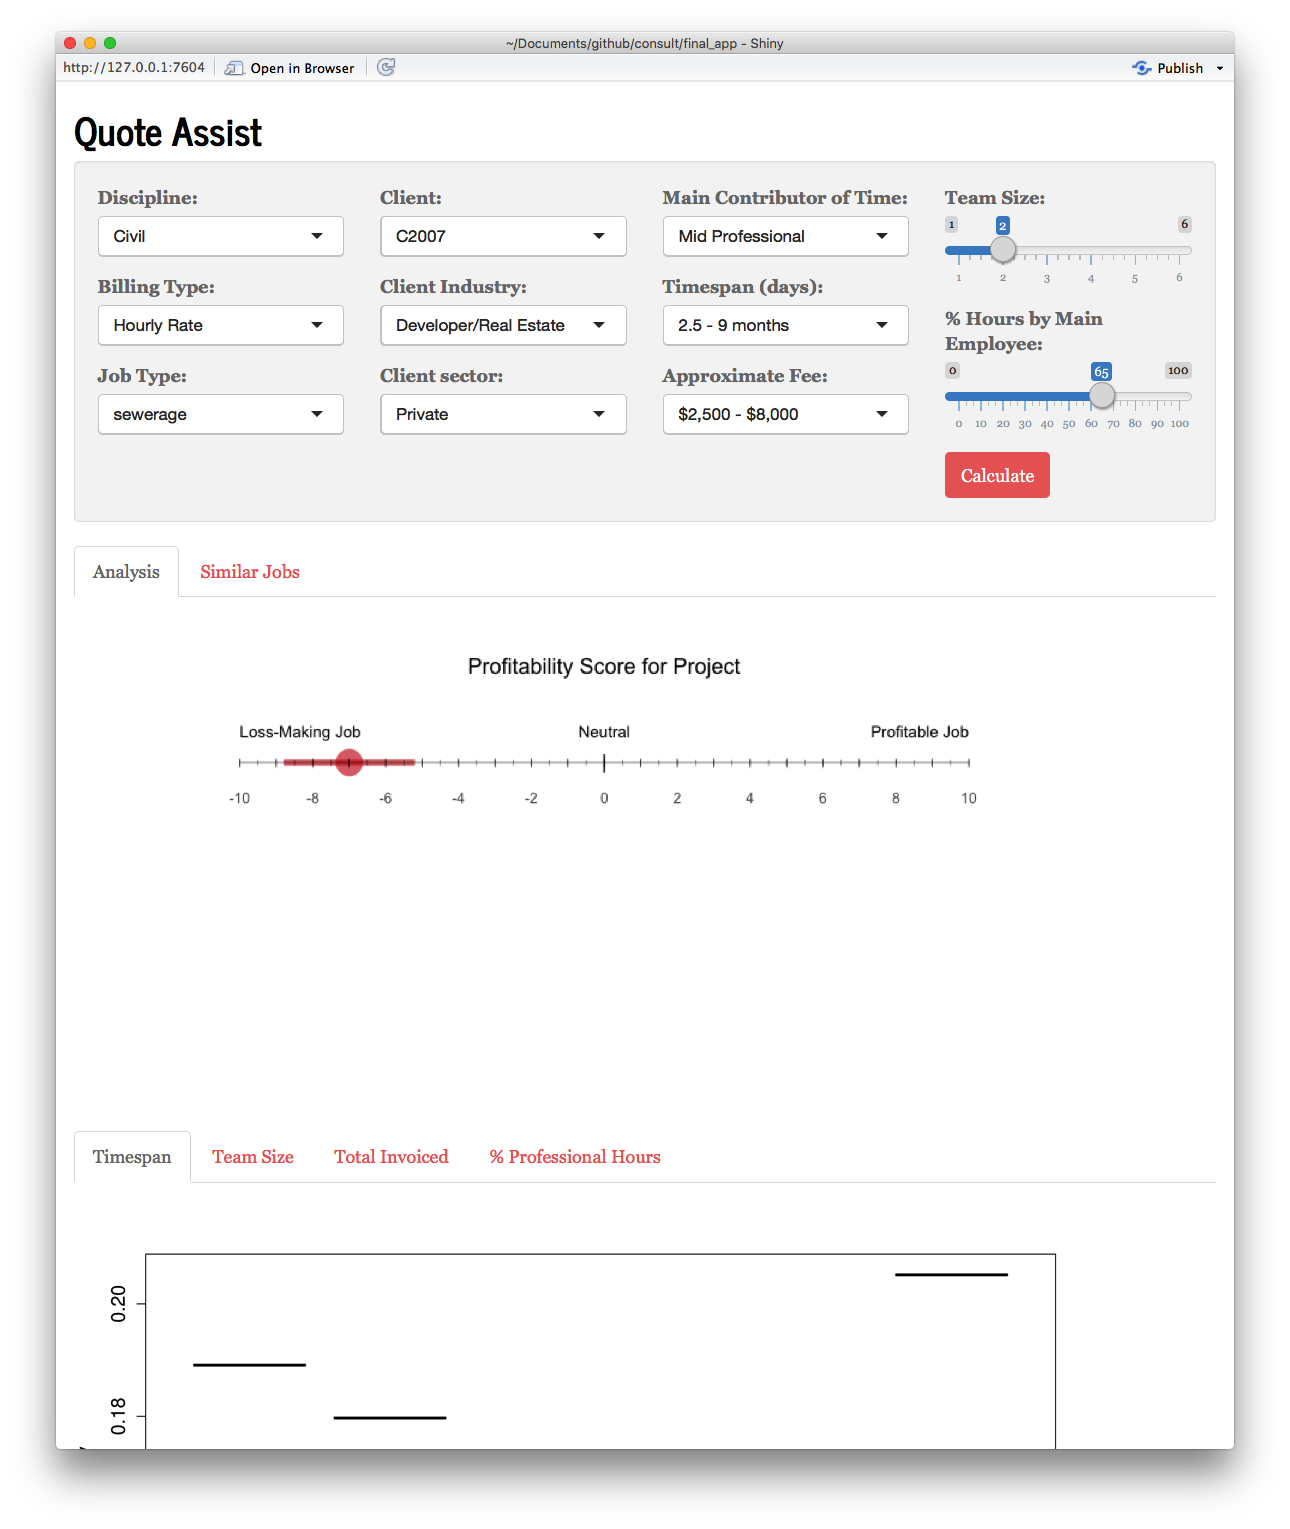 ~/Documents/github/consult/final_app - Shiny
http://127.0.0.1:7604 Open in Browser Publish
Quote Assist
Discipline: Client: Main Contributor of Time: Team Size:
1 2 6
Civil C2007 Mid Professional
1 2 3 4 5 6
Billing Type: Client Industry: Timespan (days):
Hourly Rate Developer/Real Estate 2.5 - 9 months
% Hours by Main
Employee:
0 65 100
Job Type: Client sector: Approximate Fee:
sewerage Private $2,500 - $8,000
0 10 20 30 40 50 60 70 80 90 100
Calculate
Analysis Similar Jobs
Profitability Score for Project
Loss-Making Job Neutral Profitable Job
-10 -8 -6 -4 -2 0 2 4 6 8 10
Timespan Team Size Total Invoiced % Professional Hours
0.20
0.18